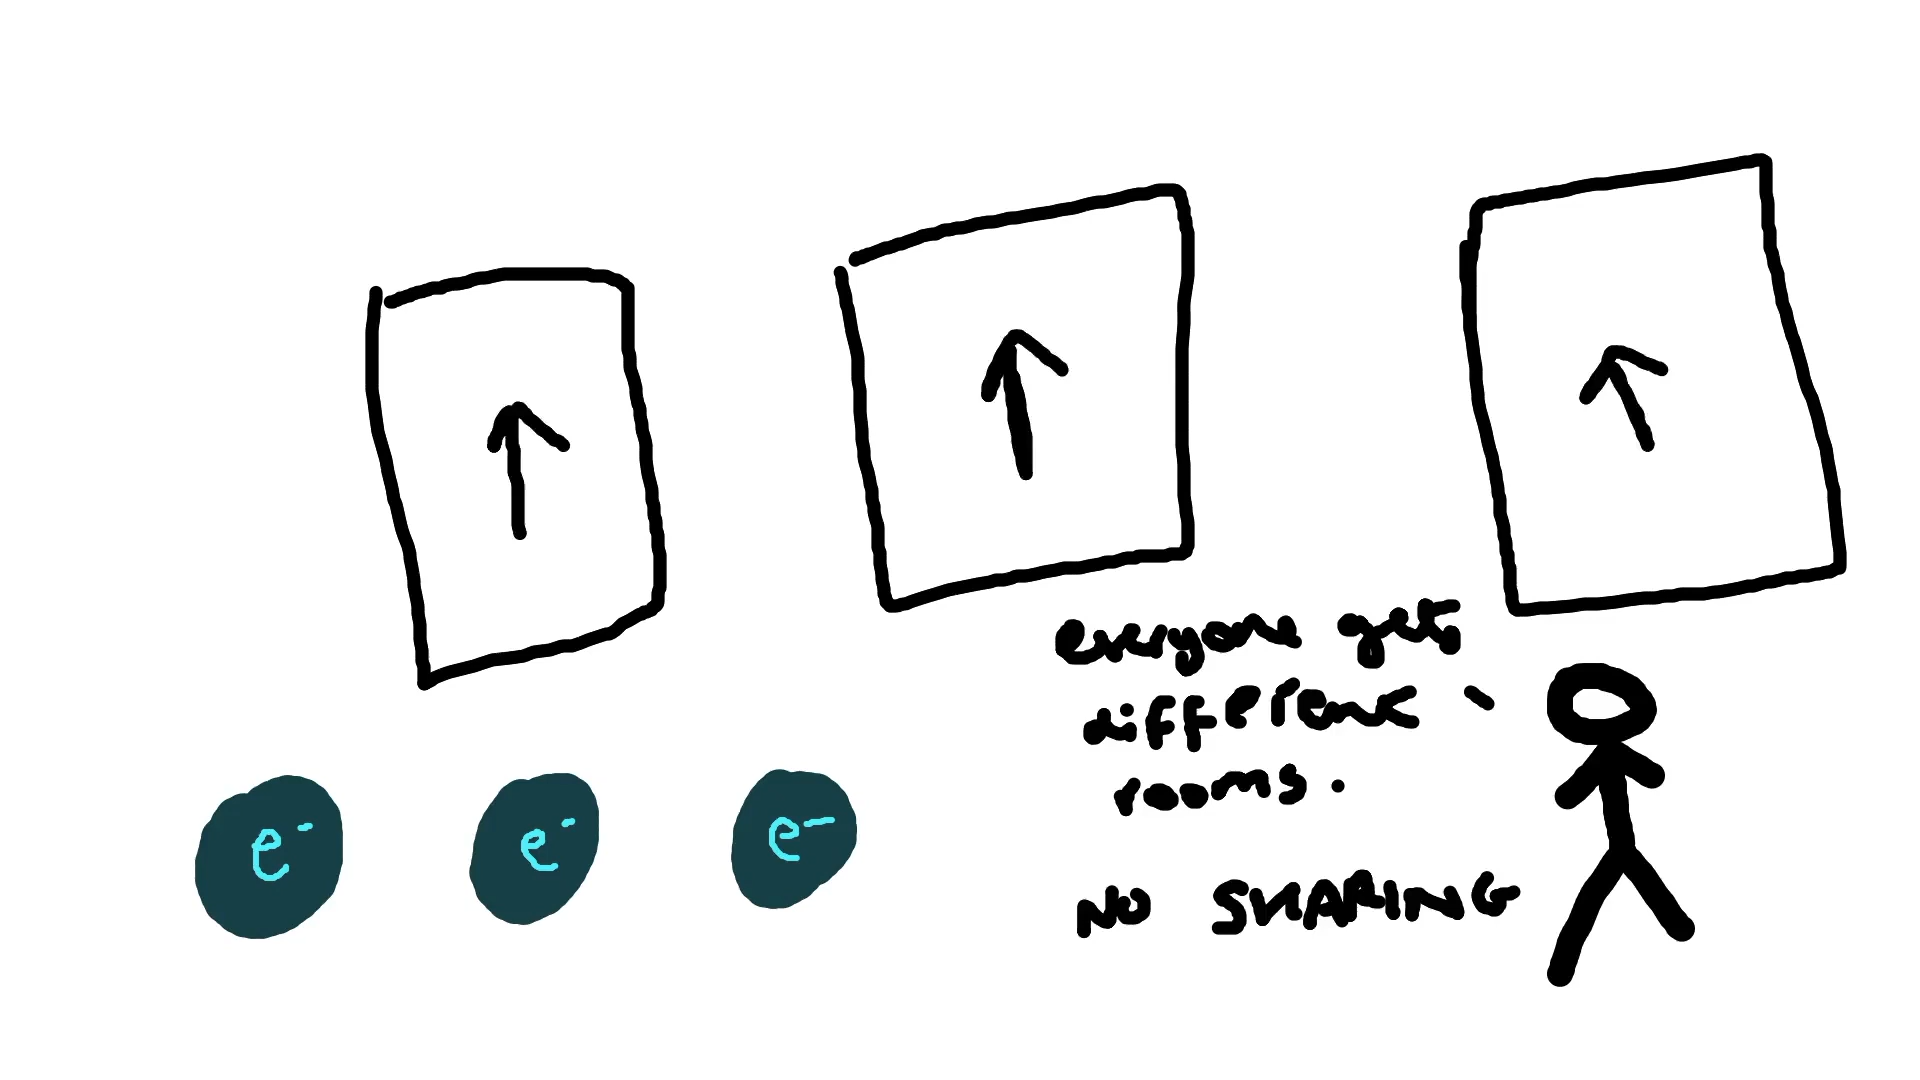 everyone gets
different
rooms.
NO SHARING
e⁻ e⁻ e⁻